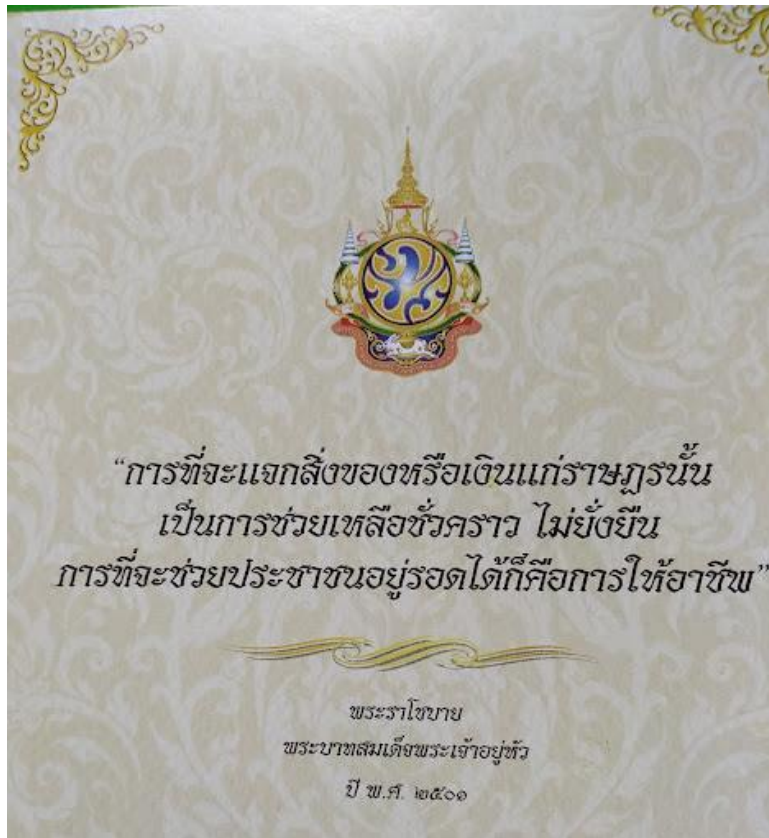 “การที่จะแจกสิ่งของหรือเงินแก่ราษฎรนั้น
เป็นการช่วยเหลือชั่วคราว ไม่ยั่งยืน
การที่จะช่วยประชาชนอยู่รอดได้ก็คือการให้อาชีพ”
พระราโชบาย
พระบาทสมเด็จพระเจ้าอยู่หัว
ปี พ.ศ. ๒๕๐๑